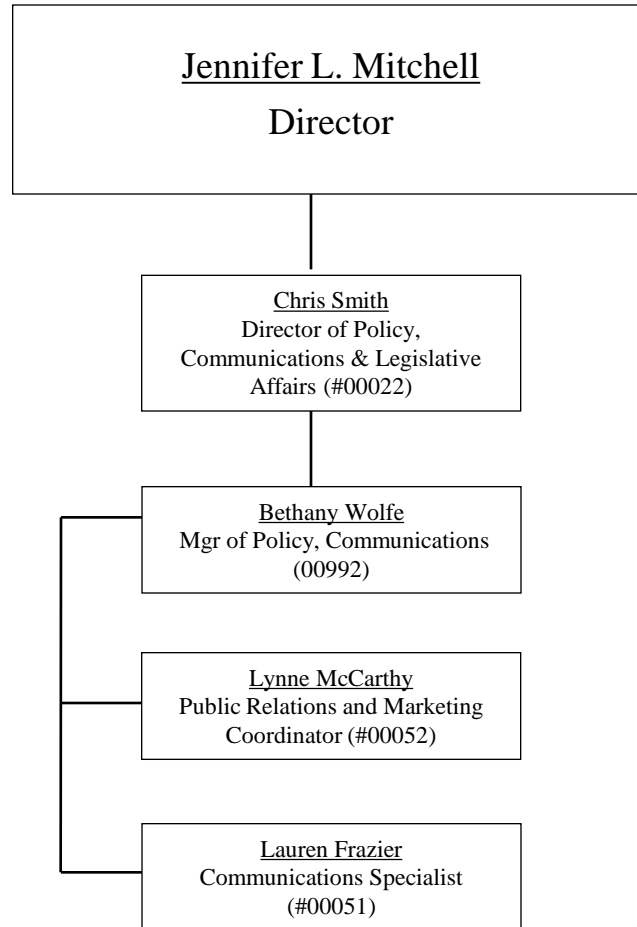 Jennifer L. Mitchell
Director
Chris Smith
Director of Policy,
Communications & Legislative
Affairs (#00022)
Bethany Wolfe
Mgr of Policy, Communications
(00992)
Lynne McCarthy
Public Relations and Marketing
Coordinator (#00052)
Lauren Frazier
Communications Specialist
(#00051)